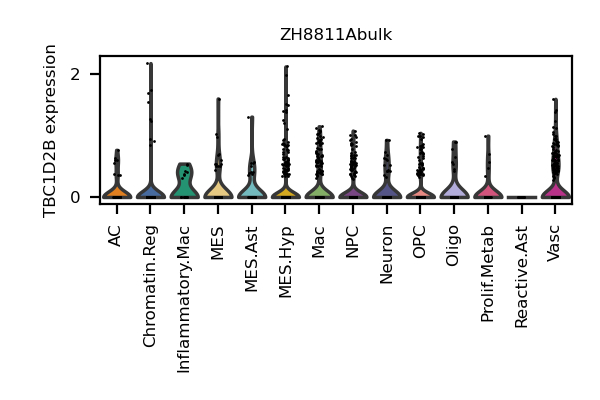 ZH8811Abulk
TBC1D2B expression
2
0
AC
Chromatin.Reg
Inflammatory.Mac
MES
MES.Ast
MES.Hyp
Mac
NPC
Neuron
OPC
Oligo
Prolif.Metab
Reactive.Ast
Vasc